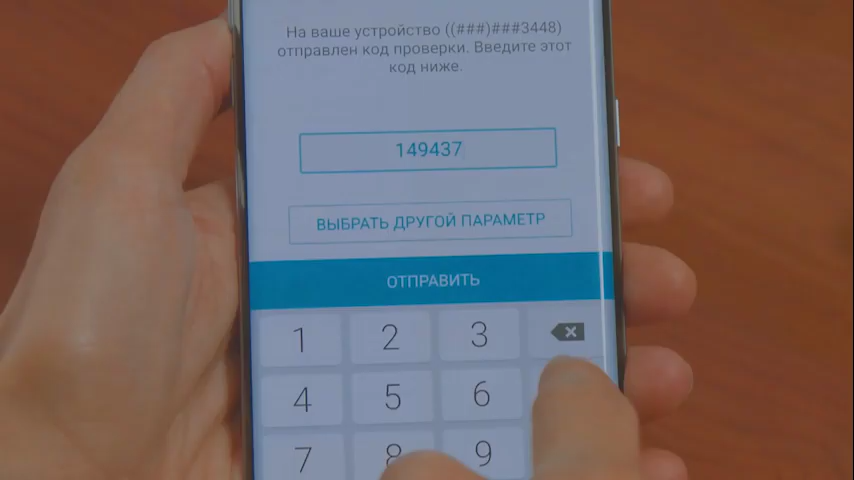 На ваше устройство ((###)###3448)
отправлен код проверки. Введите этот
код ниже.
149437
ВЫБРАТЬ ДРУГОЙ ПАРАМЕТР
ОТПРАВИТЬ
1 2 3
4 5 6
7 8 9